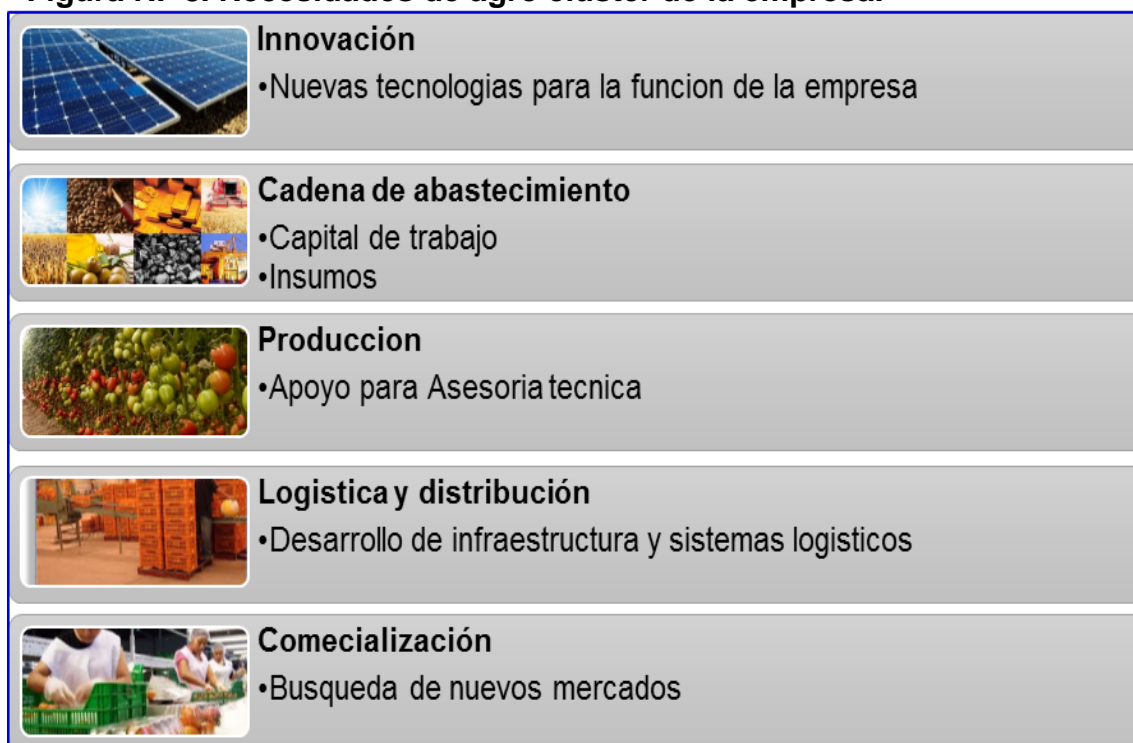 Innovación
•Nuevas tecnologias para la funcion de la empresa
Cadena de abastecimiento
•Capital de trabajo
•Insumos
Produccion
•Apoyo para Asesoria tecnica
Logistica y distribución
•Desarrollo de infraestructura y sistemas logisticos
Comecialización
•Busqueda de nuevos mercados